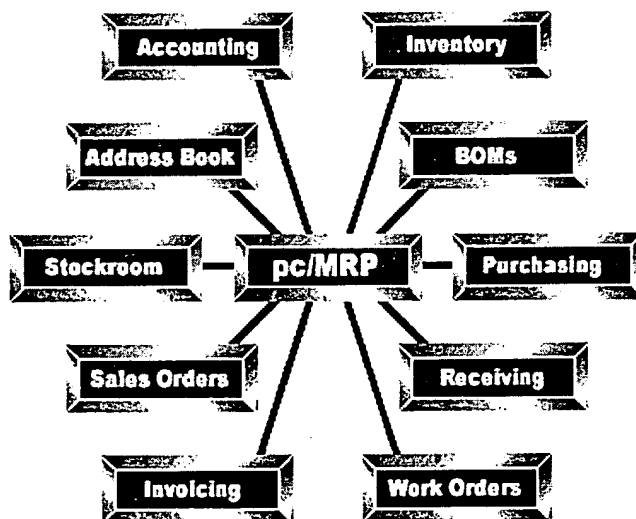 Accounting
Inventory
Address Book
BOMs
Stockroom
pc/MRP
Purchasing
Sales Orders
Receiving
Invoicing
Work Orders